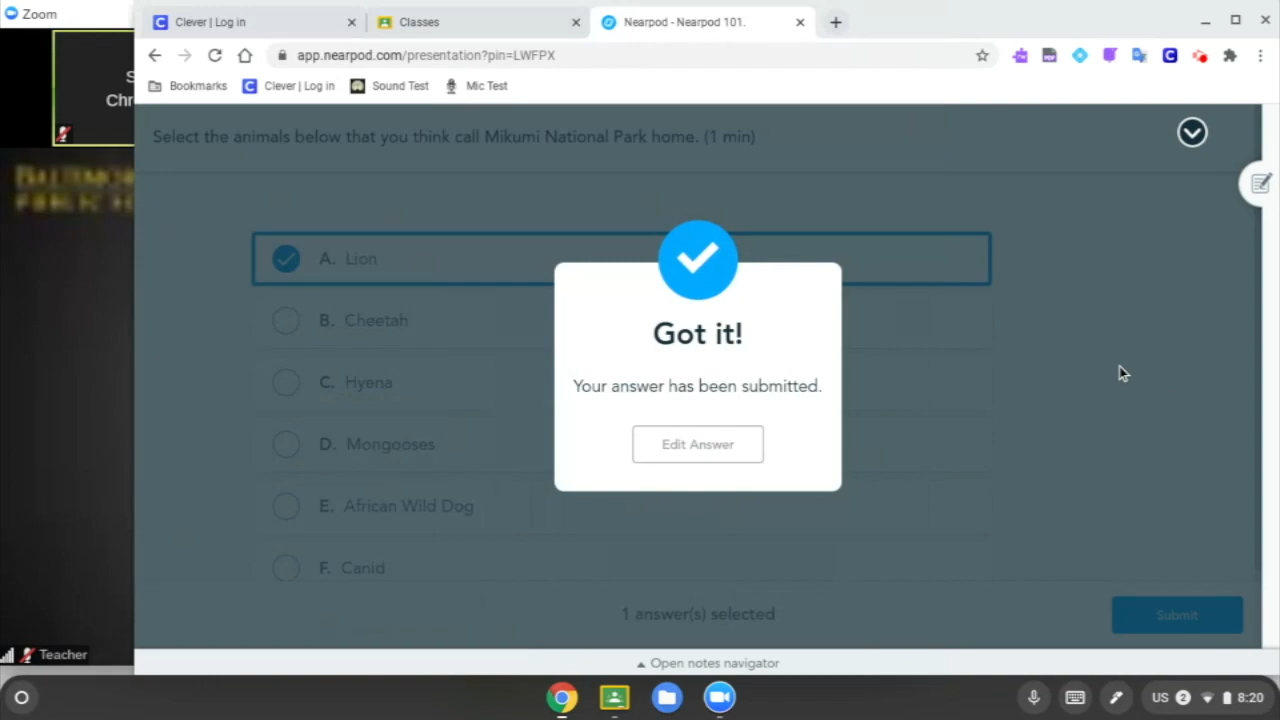 Zoom
Clever | Log in
Classes
Nearpod - Nearpod 101.
app.nearpod.com/presentation?pin=LWFPX
Bookmarks
Clever | Log in
Sound Test
Mic Test
S
Chr
Select the animals below that you think call Mikumi National Park home. (1 min)
A. Lion
B. Cheetah
C. Hyena
D. Mongooses
E. African Wild Dog
F. Canid
Got it!
Your answer has been submitted.
Edit Answer
1 answer(s) selected
Submit
Open notes navigator
Teacher
US 2 8:20